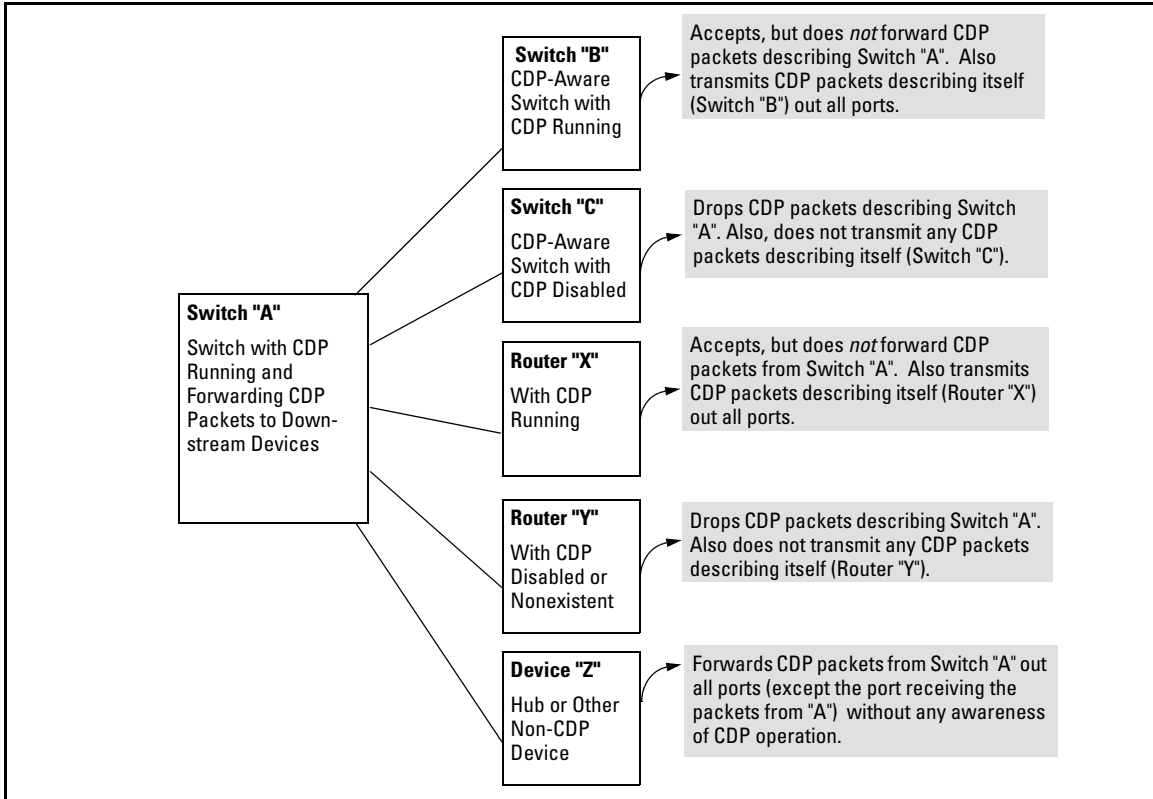 Switch "A"
Switch with CDP
Running and
Forwarding CDP
Packets to Down-
stream Devices
Switch "B"
CDP-Aware
Switch with
CDP Running
Accepts, but does not forward CDP
packets describing Switch "A". Also
transmits CDP packets describing itself
(Switch "B") out all ports.
Switch "C"
CDP-Aware
Switch with
CDP Disabled
Drops CDP packets describing Switch
"A". Also, does not transmit any CDP
packets describing itself (Switch "C").
Router "X"
With CDP
Running
Accepts, but does not forward CDP
packets from Switch "A". Also transmits
CDP packets describing itself (Router "X")
out all ports.
Router "Y"
With CDP
Disabled or
Nonexistent
Drops CDP packets describing Switch "A".
Also does not transmit any CDP packets
describing itself (Router "Y").
Device "Z"
Hub or Other
Non-CDP
Device
Forwards CDP packets from Switch "A" out
all ports (except the port receiving the
packets from "A") without any awareness
of CDP operation.